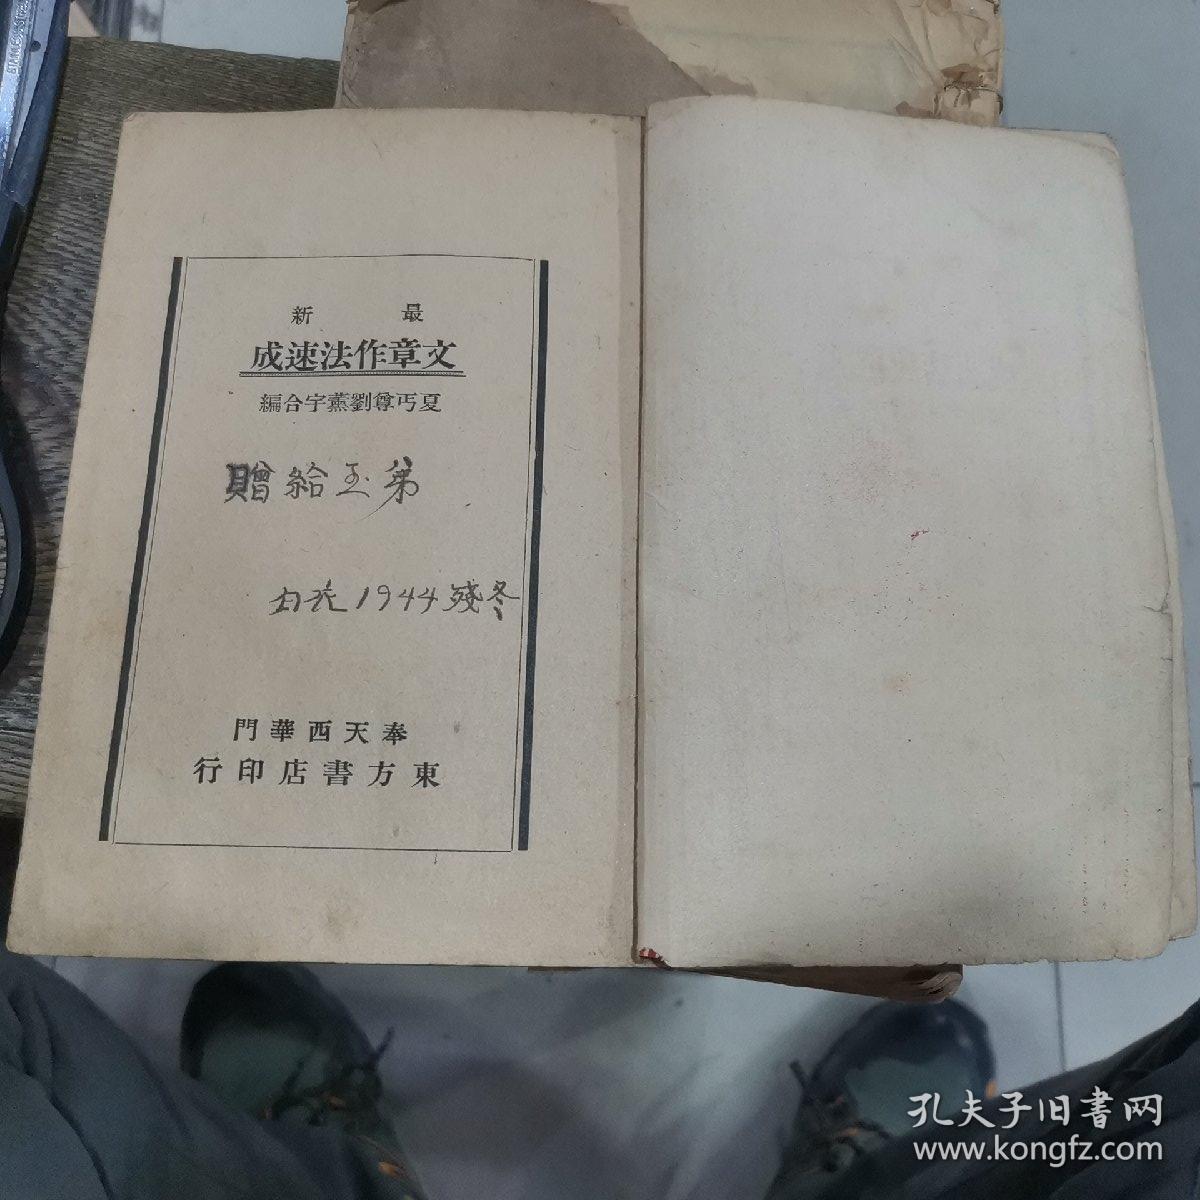 最新
文章作法速成
夏丏尊劉薰宇合編
贈給玉弟
1944殘冬
奉天西華門
東方書店印行
孔夫子旧書网
www.kongfz.com